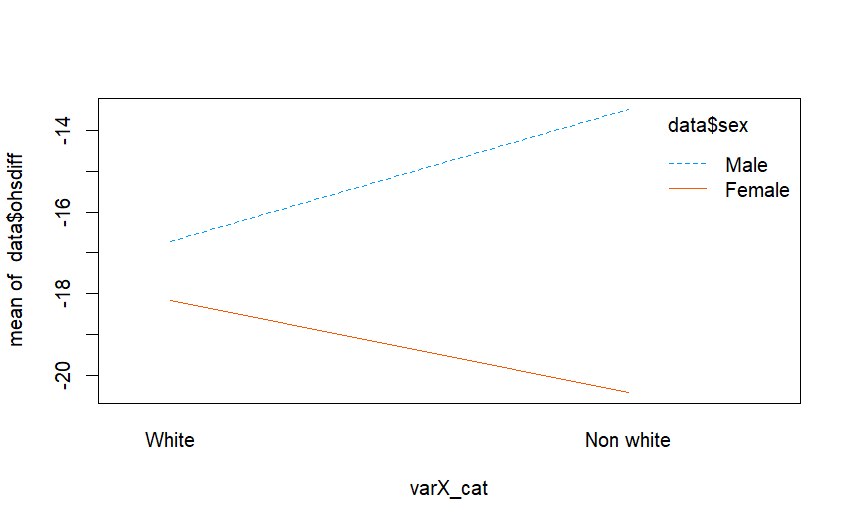 data$sex
Male
Female
mean of  data$ohsdiff
-14
-16
-18
-20
White
Non white
varX_cat